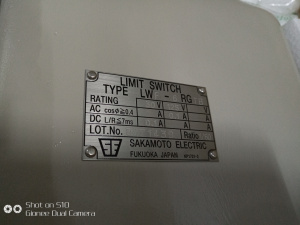 LIMIT SWITCH
TYPE LW - RG
RATING V V V
AC cosø≧0.4 A A A
DC L/R≦7ms A A A
LOT.No. Ratio
SAKAMOTO ELECTRIC
FUKUOKA JAPAN
Shot on S10
Gionee Dual Camera